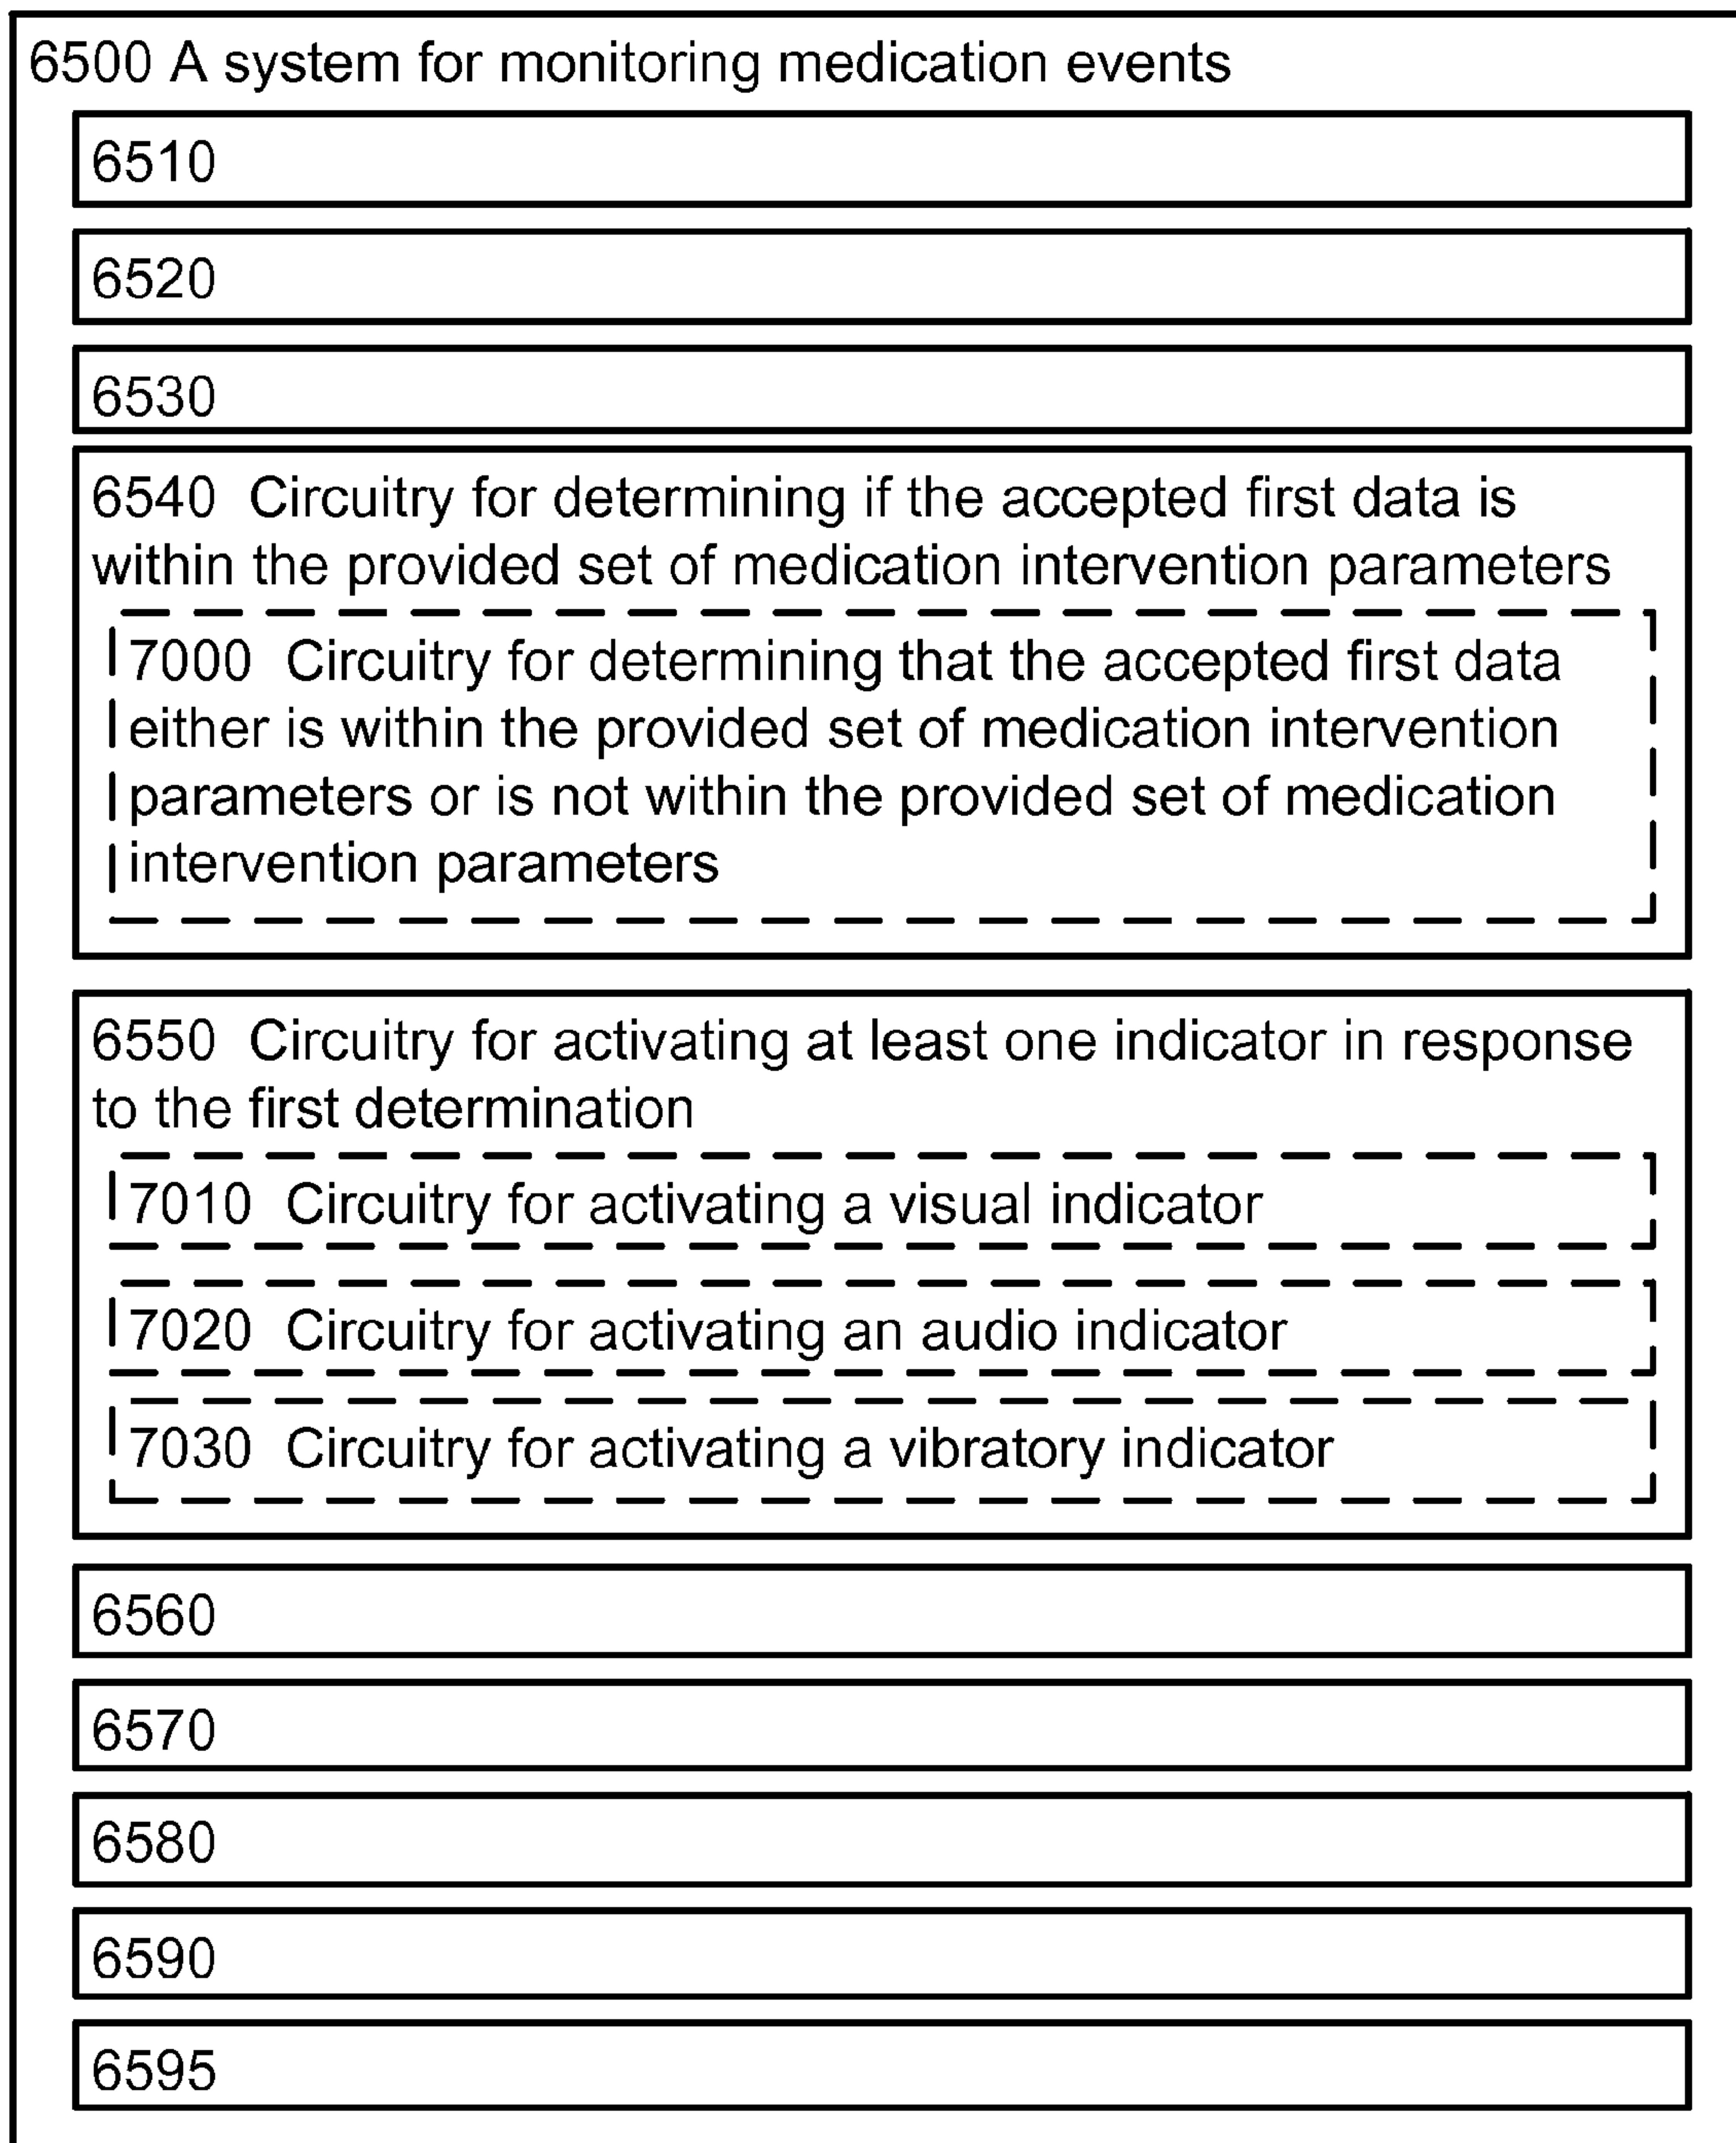 6500 A system for monitoring medication events
6510
6520
6530
6540 Circuitry for determining if the accepted first data is
within the provided set of medication intervention parameters
7000 Circuitry for determining that the accepted first data
either is within the provided set of medication intervention
parameters or is not within the provided set of medication
intervention parameters
6550 Circuitry for activating at least one indicator in response
to the first determination
7010 Circuitry for activating a visual indicator
7020 Circuitry for activating an audio indicator
7030 Circuitry for activating a vibratory indicator
6560
6570
6580
6590
6595